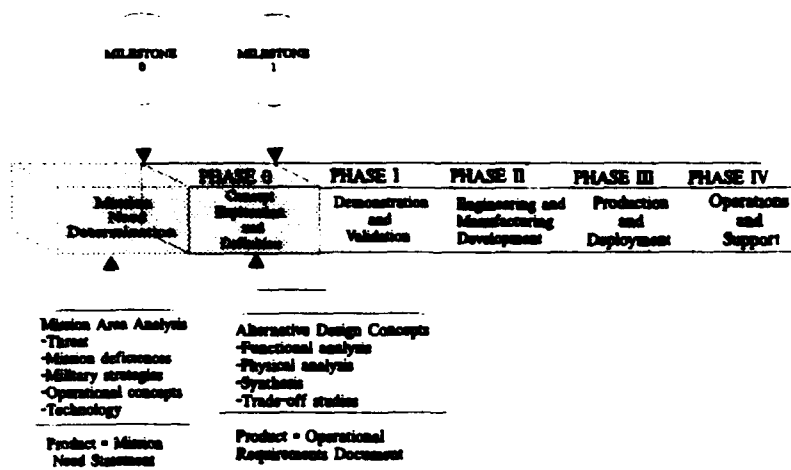 MILESTONE
0
MILESTONE
1
PHASE 0
PHASE I
PHASE II
PHASE III
PHASE IV
Mission
Need
Determination
Concept
Exploration
and
Definition
Demonstration
and
Validation
Engineering and
Manufacturing
Development
Production
and
Deployment
Operations
and
Support
Mission Area Analysis
-Threat
-Mission deficiences
-Military strategies
-Operational concepts
-Technology
Product - Mission
Need Statement
Alternative Design Concepts
-Functional analysis
-Physical analysis
-Synthesis
-Trade-off studies
Product - Operational
Requirements Document